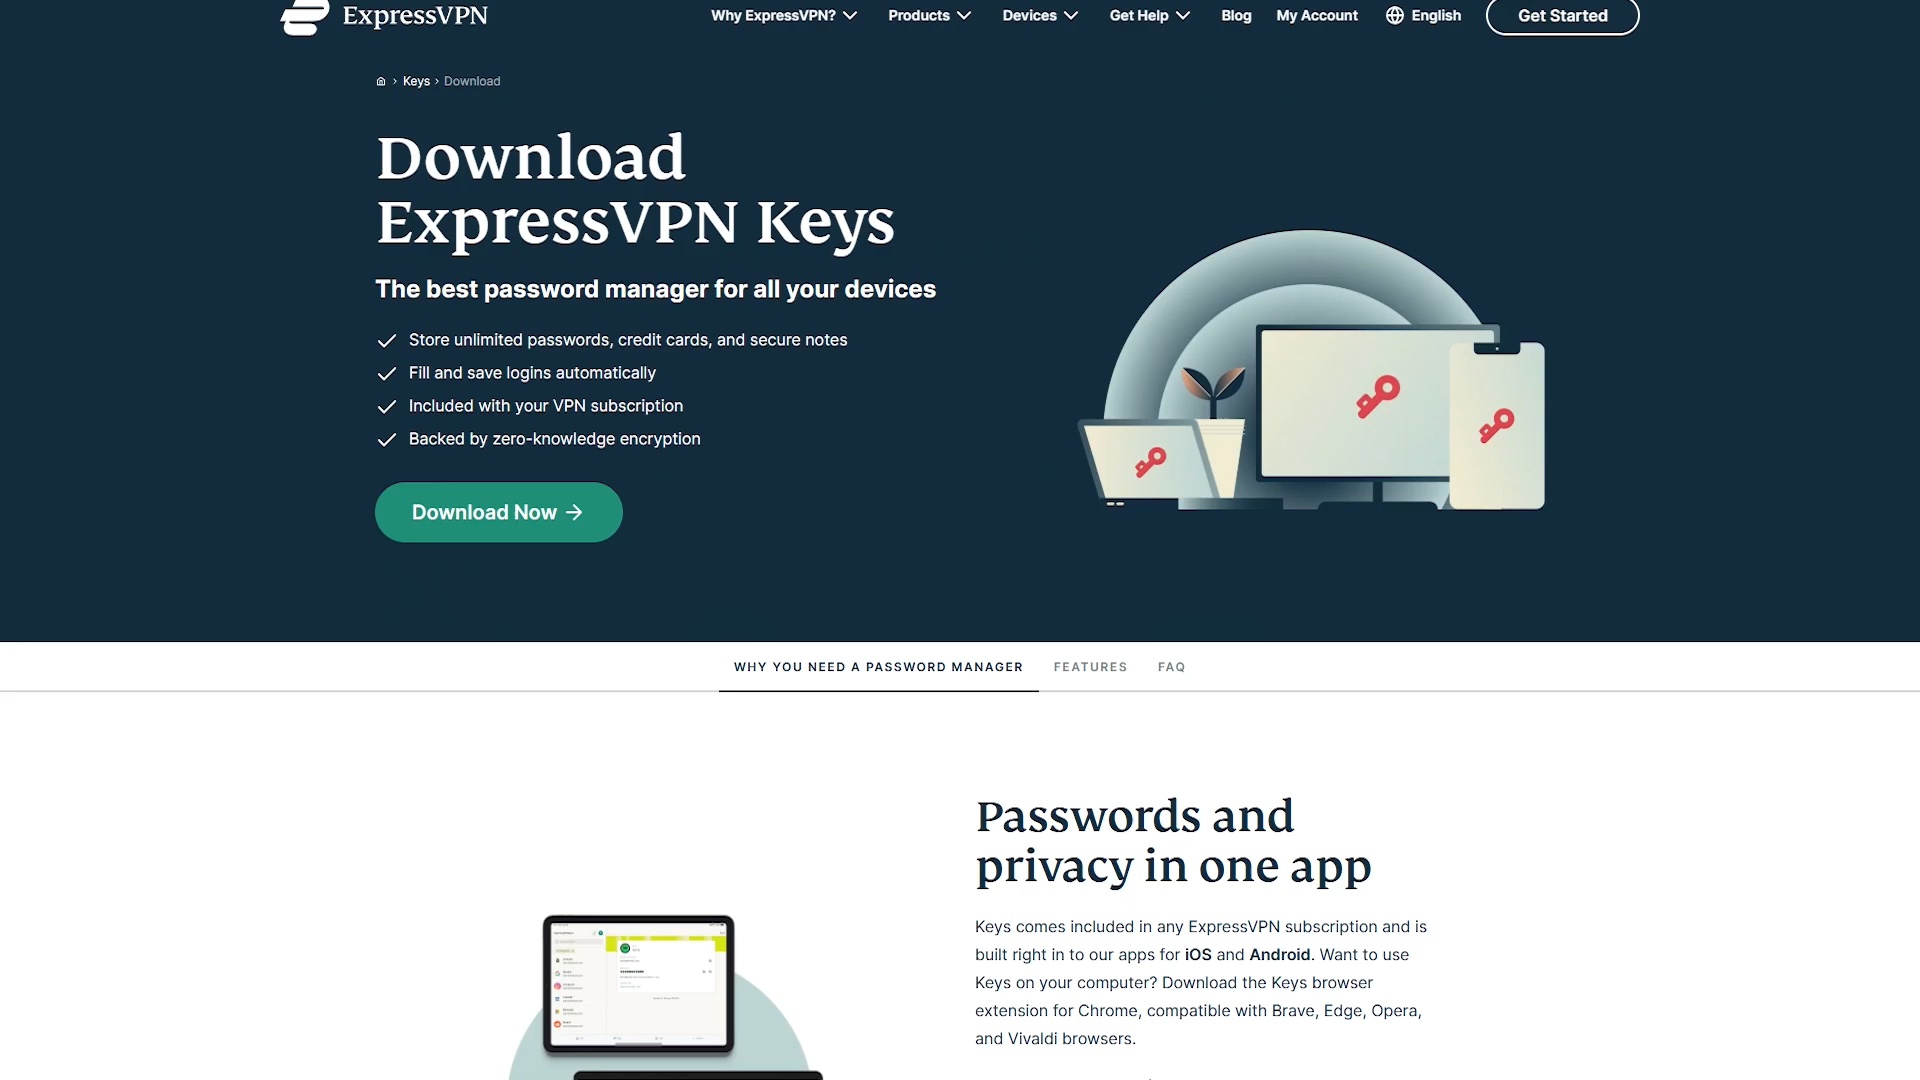 ExpressVPN
Why ExpressVPN?
Products
Devices
Get Help
Blog
My Account
English
Get Started
Keys › Download
Download
ExpressVPN Keys
The best password manager for all your devices
Store unlimited passwords, credit cards, and secure notes
Fill and save logins automatically
Included with your VPN subscription
Backed by zero-knowledge encryption
Download Now
WHY YOU NEED A PASSWORD MANAGER
FEATURES
FAQ
Passwords and
privacy in one app
Keys comes included in any ExpressVPN subscription and is
built right in to our apps for iOS and Android. Want to use
Keys on your computer? Download the Keys browser
extension for Chrome, compatible with Brave, Edge, Opera,
and Vivaldi browsers.